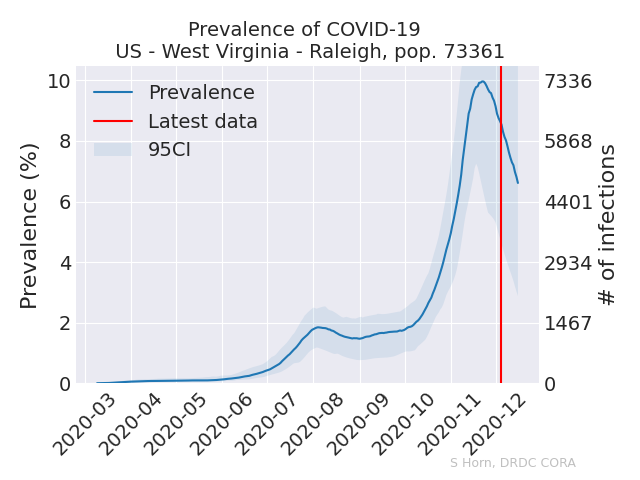 Prevalence of COVID-19
US - West Virginia - Raleigh, pop. 73361
Prevalence
Latest data
95CI
Prevalence (%)
10
8
6
4
2
0
7336
5868
4401
2934
1467
0
# of infections
2020-03
2020-04
2020-05
2020-06
2020-07
2020-08
2020-09
2020-10
2020-11
2020-12
S Horn, DRDC CORA